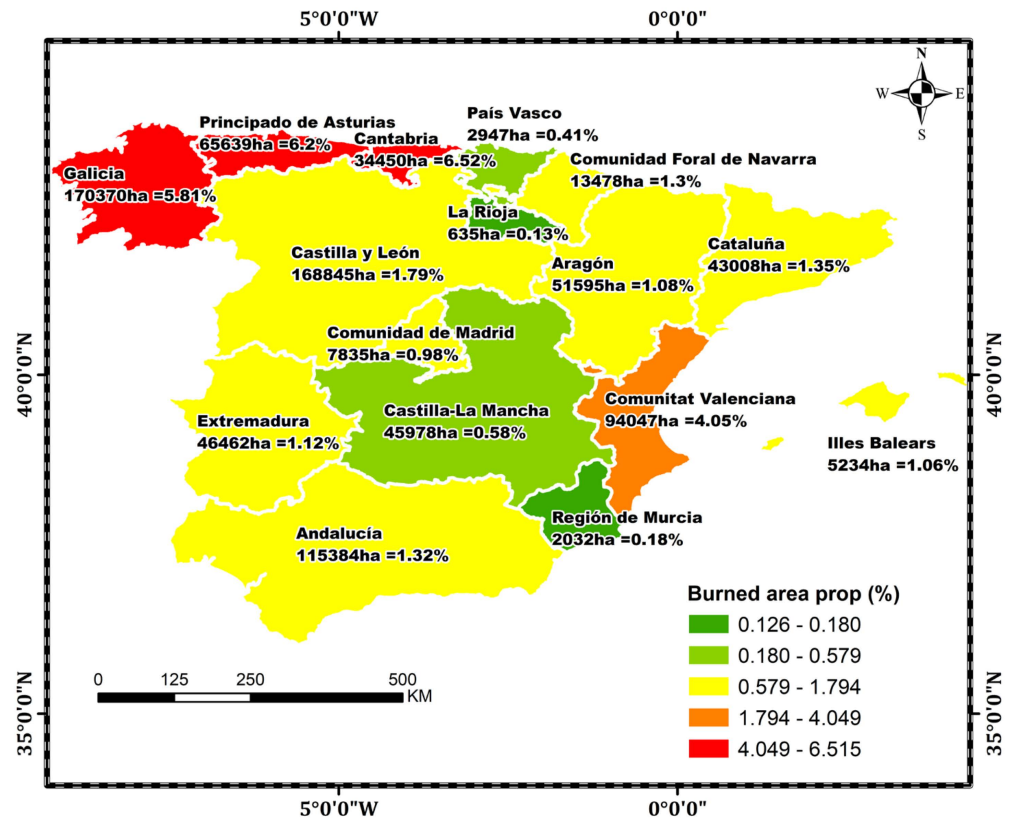 5°0'0"W
0°0'0"
N
W
E
S
País Vasco
2947ha =0.41%
Principado de Asturias
65639ha =6.2%
Cantabria
34450ha =6.52%
Comunidad Foral de Navarra
13478ha =1.3%
Galicia
170370ha =5.81%
La Rioja
635ha =0.13%
Castilla y León
168845ha =1.79%
Aragón
51595ha =1.08%
Cataluña
43008ha =1.35%
Comunidad de Madrid
7835ha =0.98%
40°0'0"N
40°0'0"N
Extremadura
46462ha =1.12%
Castilla-La Mancha
45978ha =0.58%
Comunitat Valenciana
94047ha =4.05%
Illes Balears
5234ha =1.06%
Andalucía
115384ha =1.32%
Región de Murcia
2032ha =0.18%
Burned area prop (%)
0.126 - 0.180
0.180 - 0.579
0.579 - 1.794
1.794 - 4.049
4.049 - 6.515
0 125 250 500
KM
35°0'0"N
35°0'0"N
5°0'0"W
0°0'0"